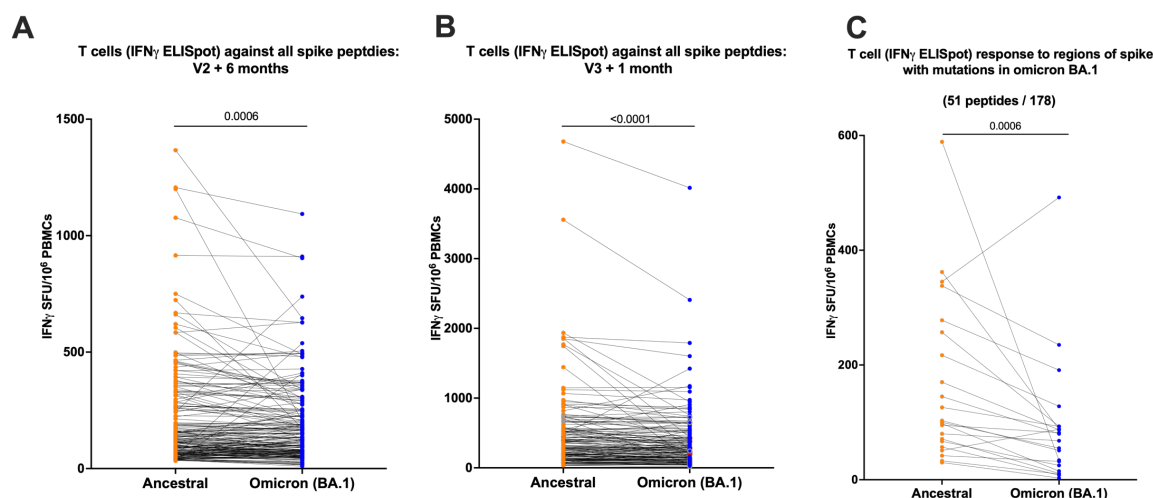 A
T cells (IFNγ ELISpot) against all spike peptdies:
V2 + 6 months
0.0006
1500
1000
500
0
IFNγ SFU/10⁶ PBMCs
Ancestral
Omicron (BA.1)
B
T cells (IFNγ ELISpot) against all spike peptdies:
V3 + 1 month
<0.0001
5000
4000
3000
2000
1000
0
IFNγ SFU/10⁶ PBMCs
Ancestral
Omicron (BA.1)
C
T cell (IFNγ ELISpot) response to regions of spike
with mutations in omicron BA.1
(51 peptides / 178)
0.0006
600
400
200
0
IFNγ SFU/10⁶ PBMCs
Ancestral
Omicron (BA.1)